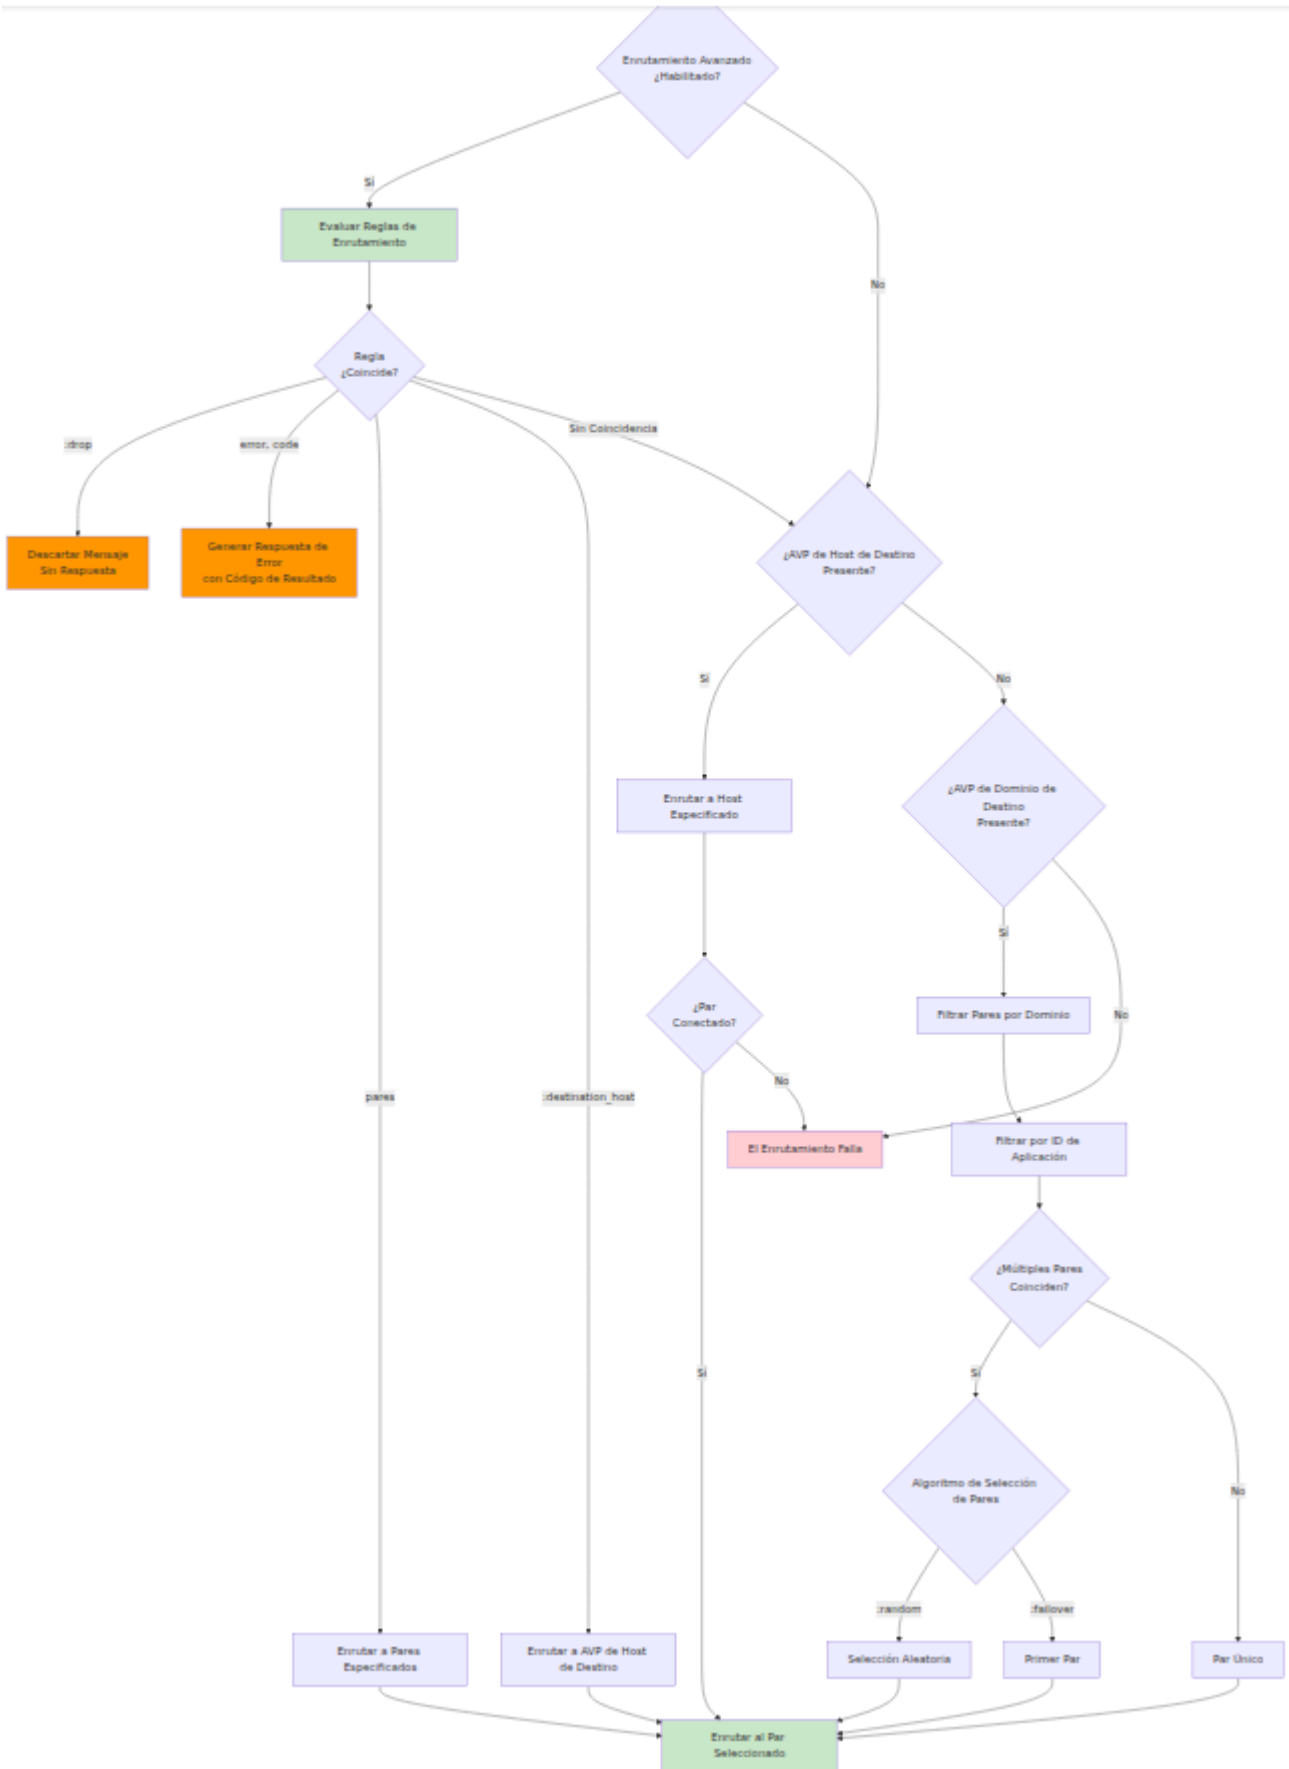 Enrutamiento Avanzado
¿Habilitado?
Sí
Evaluar Reglas de
Enrutamiento
No
Regla
¿Coincide?
:drop
error, code
Sin Coincidencia
Descartar Mensaje
Sin Respuesta
Generar Respuesta de
Error
con Código de Resultado
¿AVP de Host de Destino
Presente?
Sí
No
Enrutar a Host
Especificado
¿AVP de Dominio de
Destino
Presente?
Sí
¿Par
Conectado?
Filtrar Pares por Dominio
No
No
pares
:destination_host
El Enrutamiento Falla
Filtrar por ID de
Aplicación
¿Múltiples Pares
Coinciden?
Sí
Sí
Algoritmo de Selección
de Pares
No
:random
:failover
Enrutar a Pares
Especificados
Enrutar a AVP de Host
de Destino
Selección Aleatoria
Primer Par
Par Único
Enrutar al Par
Seleccionado